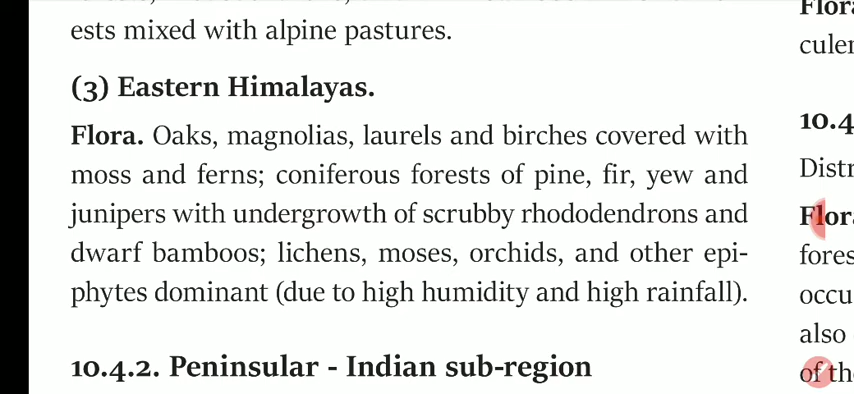 ests mixed with alpine pastures.
(3) Eastern Himalayas.
Flora. Oaks, magnolias, laurels and birches covered with
moss and ferns; coniferous forests of pine, fir, yew and
junipers with undergrowth of scrubby rhododendrons and
dwarf bamboos; lichens, moses, orchids, and other epi-
phytes dominant (due to high humidity and high rainfall).
10.4.2. Peninsular - Indian sub-region
10.4
also